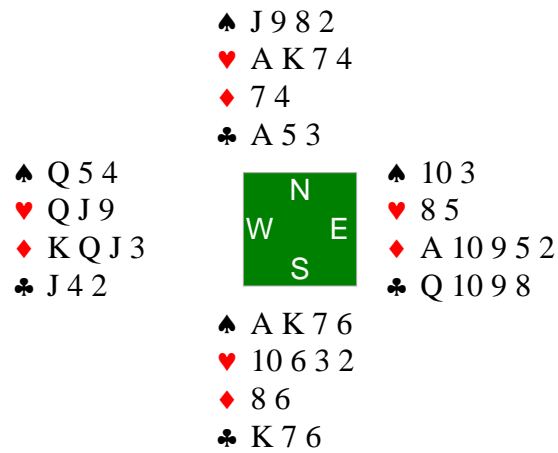 ♠ J 9 8 2
♥ A K 7 4
♦ 7 4
♣ A 5 3
♠ Q 5 4
♥ Q J 9
♦ K Q J 3
♣ J 4 2
N
W E
S
♠ 10 3
♥ 8 5
♦ A 10 9 5 2
♣ Q 10 9 8
♠ A K 7 6
♥ 10 6 3 2
♦ 8 6
♣ K 7 6